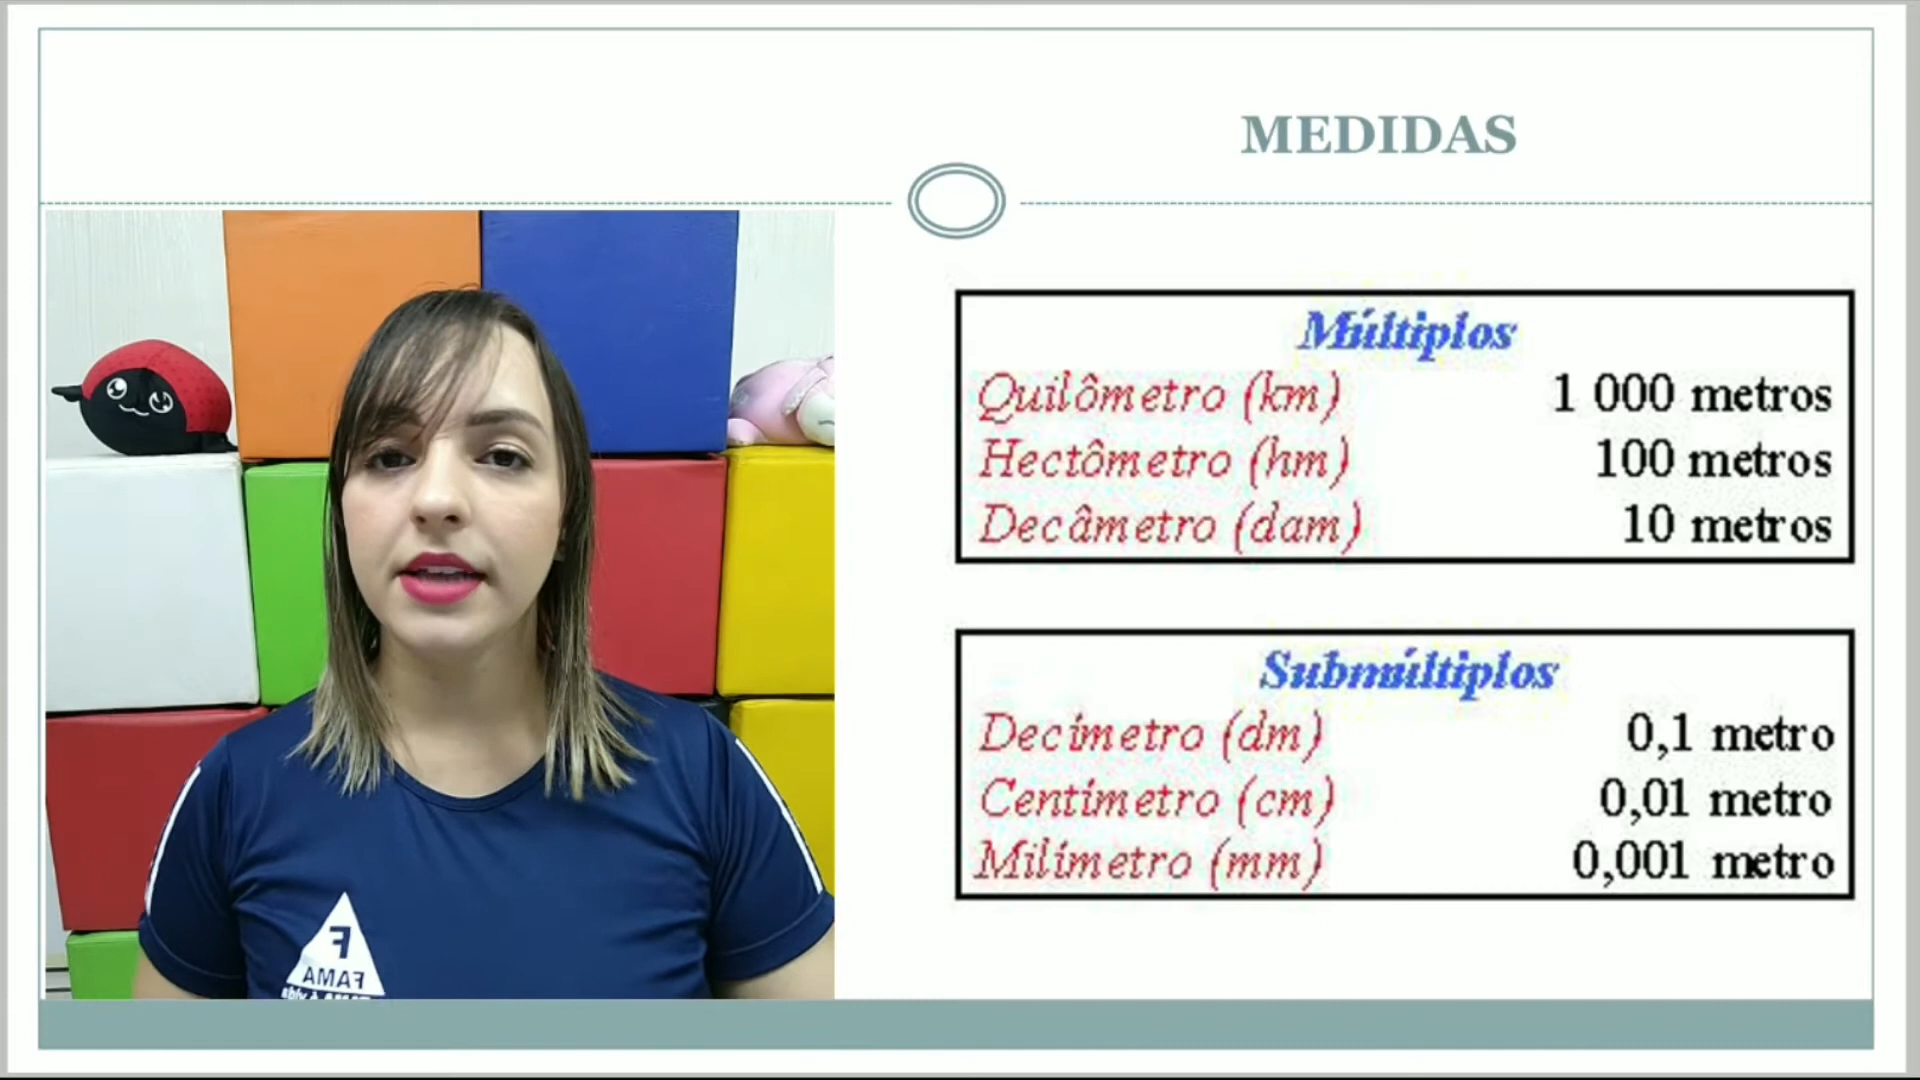 MEDIDAS
Múltiplos
Quilômetro (km) 1 000 metros
Hectômetro (hm) 100 metros
Decâmetro (dam) 10 metros
Submúltiplos
Decímetro (dm) 0,1 metro
Centímetro (cm) 0,01 metro
Milímetro (mm) 0,001 metro
F
FAMA